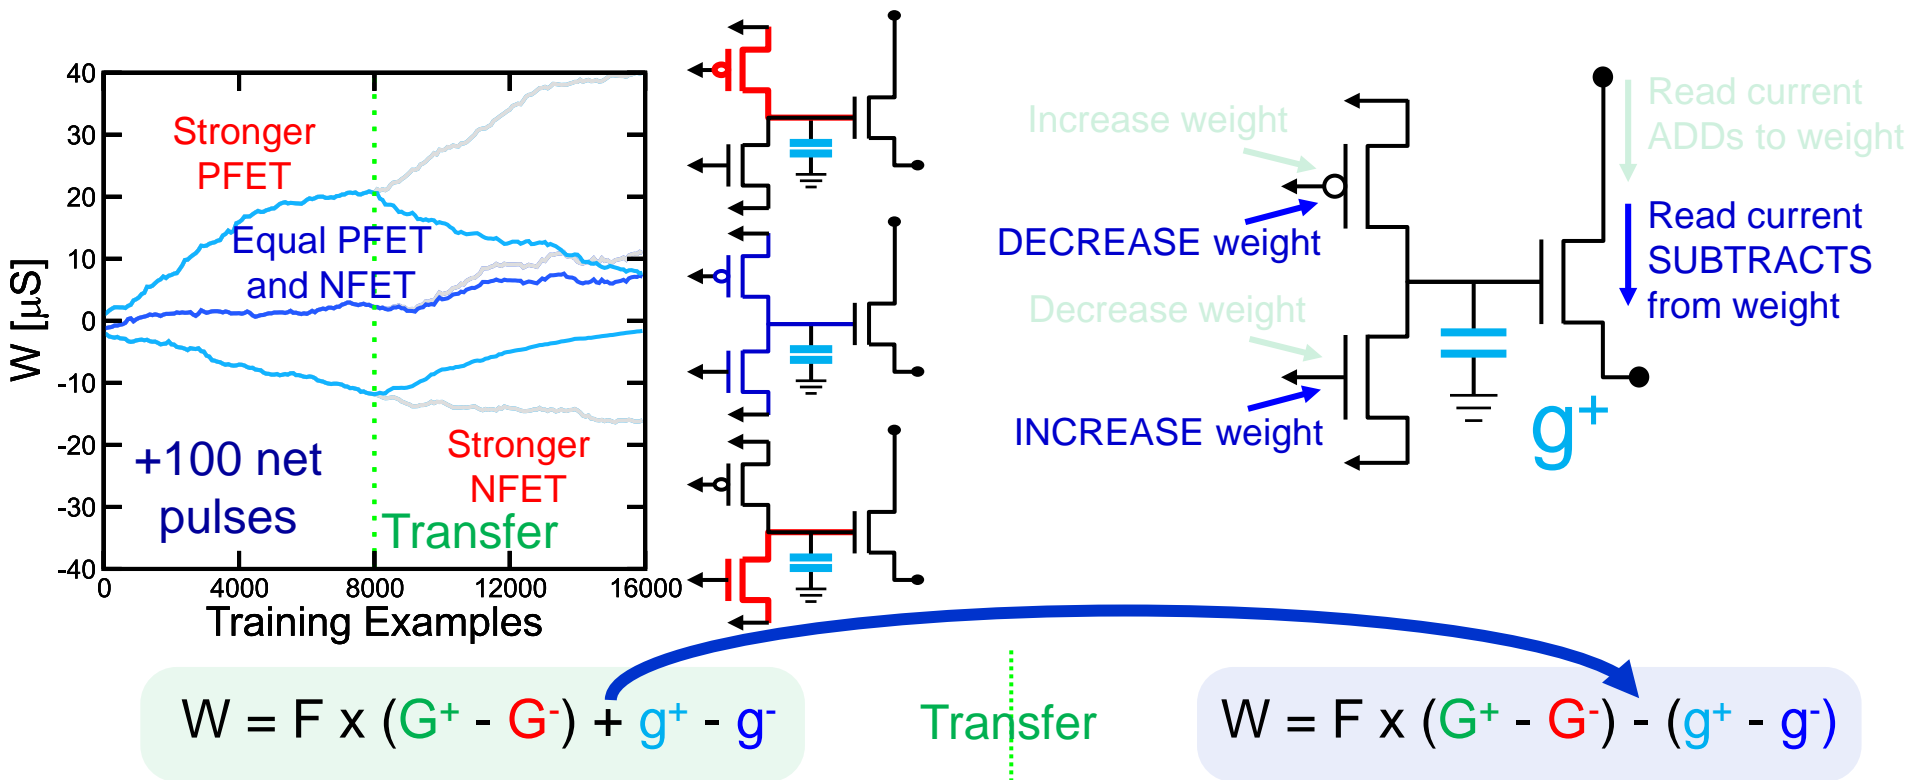 40
30
20
10
0
-10
-20
-30
-40
W [µS]
0
4000
8000
12000
16000
Training Examples
Stronger
PFET
Equal PFET
and NFET
Stronger
NFET
+100 net
pulses
Transfer
Increase weight
DECREASE weight
Decrease weight
INCREASE weight
Read current
ADDs to weight
Read current
SUBTRACTS
from weight
g⁺
W = F x (G⁺ - G⁻) + g⁺ - g⁻
Transfer
W = F x (G⁺ - G⁻) - (g⁺ - g⁻)